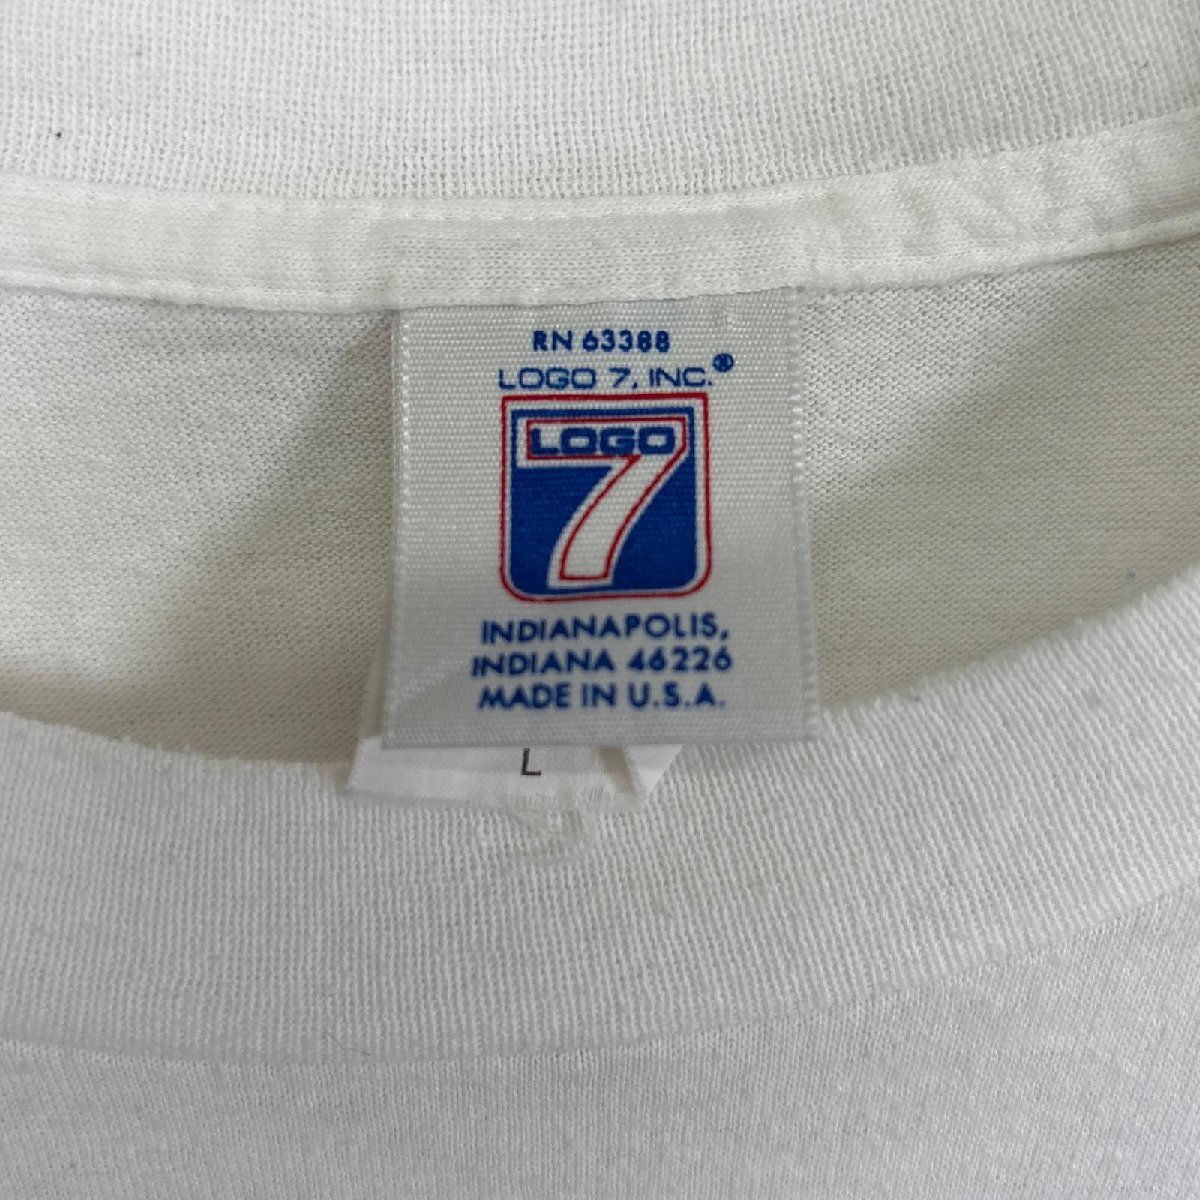 RN 63388
LOGO 7, INC.®
LOGO
7
INDIANAPOLIS,
INDIANA 46226
MADE IN U.S.A.
L